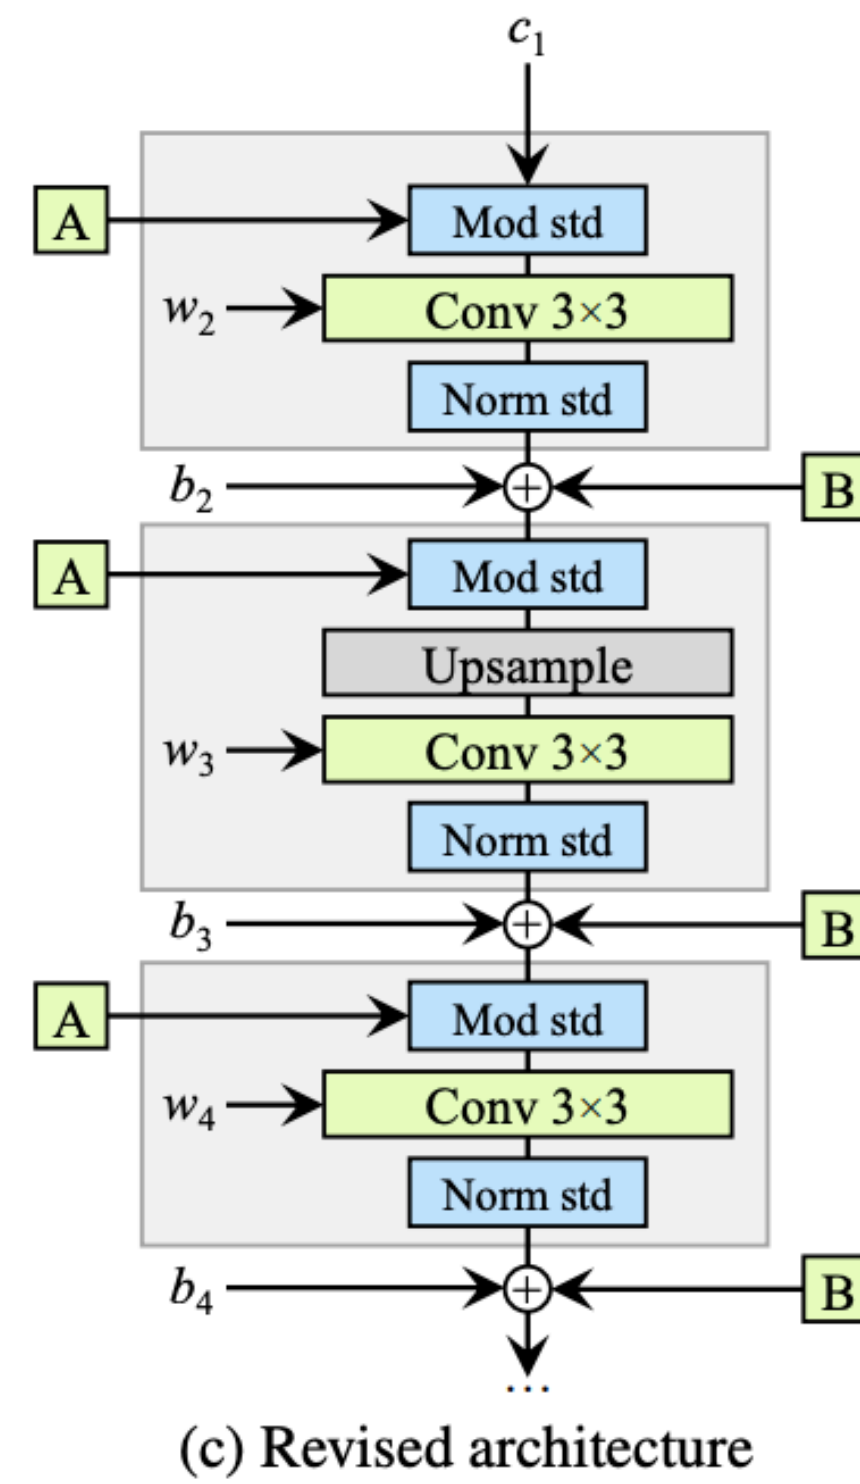 c₁
A Mod std
w₂ Conv 3×3
Norm std
b₂ + B
A Mod std
Upsample
w₃ Conv 3×3
Norm std
b₃ + B
A Mod std
w₄ Conv 3×3
Norm std
b₄ + B
...
(c) Revised architecture